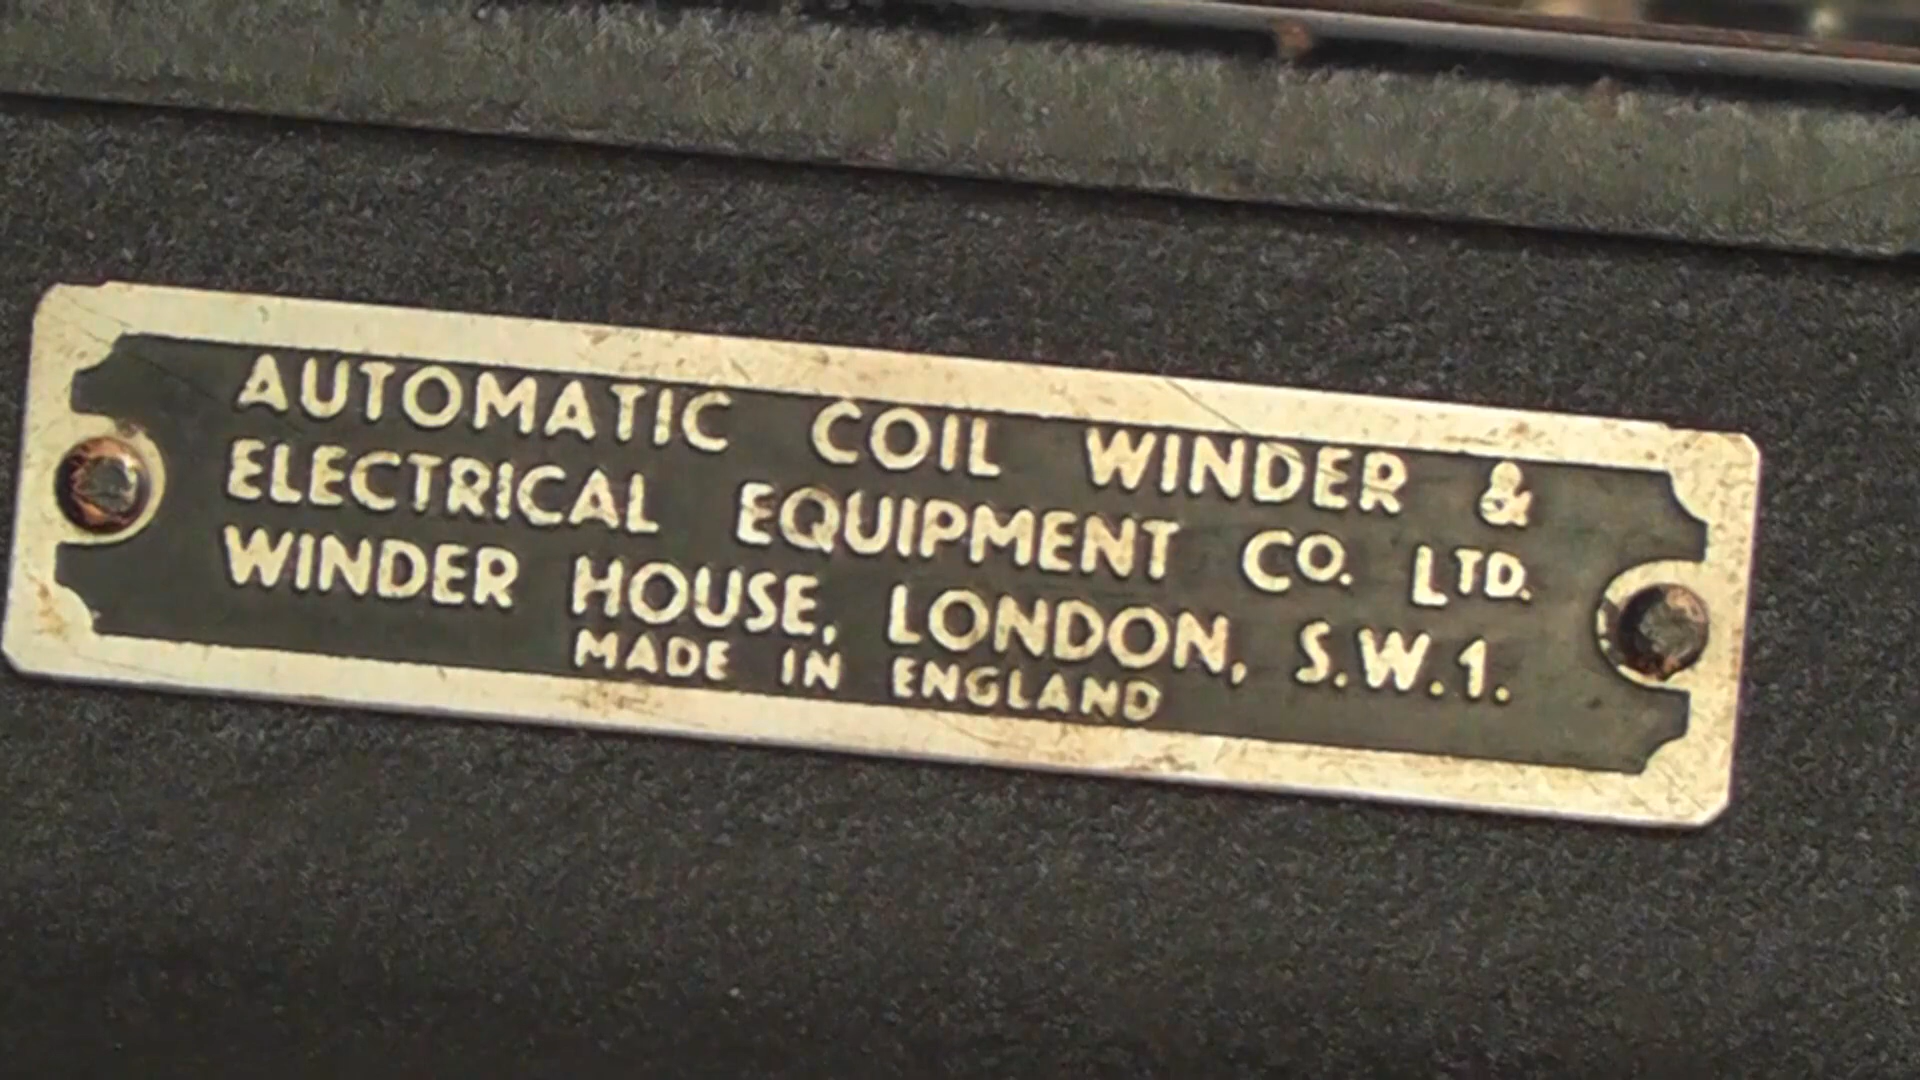 AUTOMATIC COIL WINDER &
ELECTRICAL EQUIPMENT CO. LTD.
WINDER HOUSE, LONDON, S.W.1.
MADE IN ENGLAND